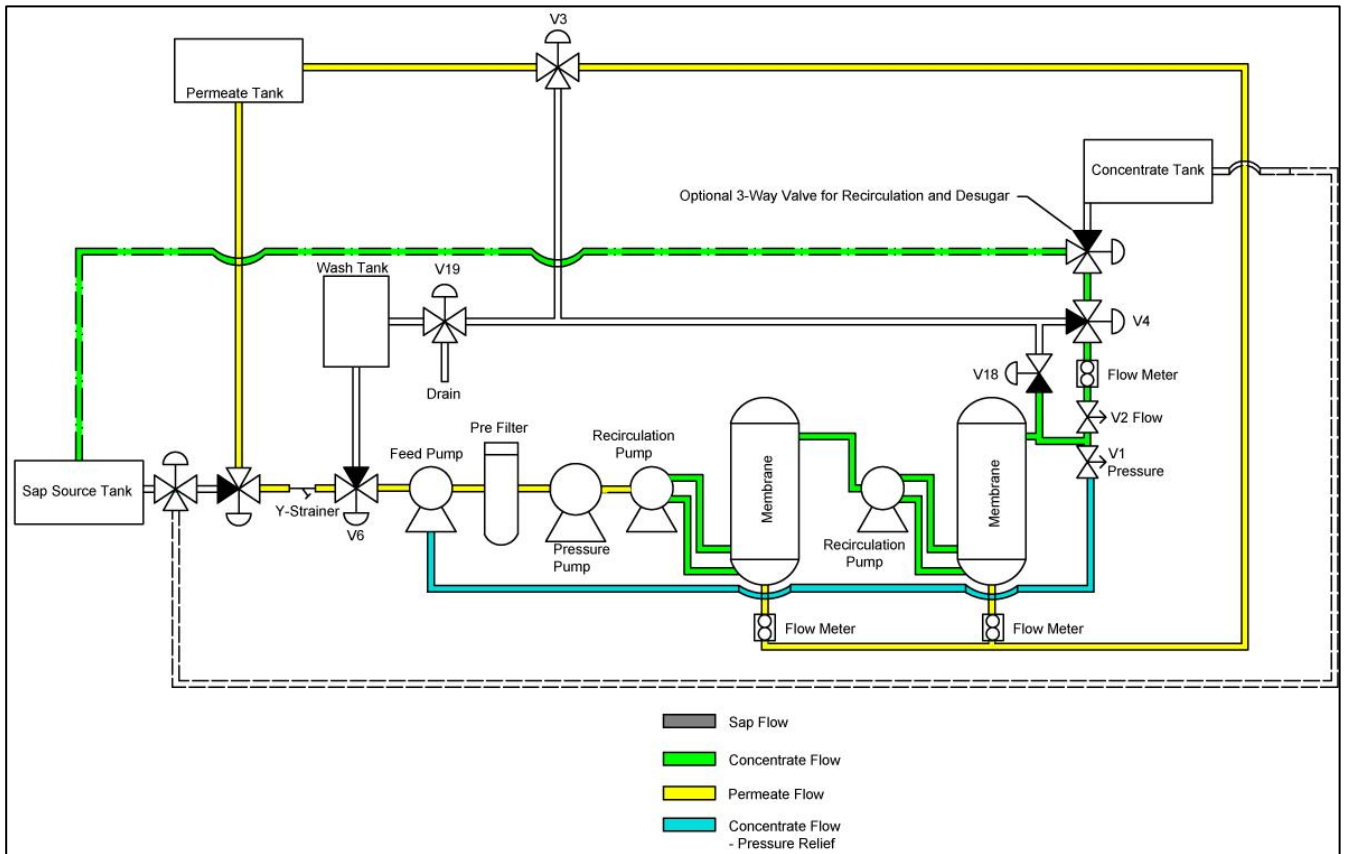 V3
Permeate Tank
Concentrate Tank
Optional 3-Way Valve for Recirculation and Desugar
Wash Tank
V19
V4
Drain
V18
Flow Meter
V2 Flow
Pre Filter
Recirculation
Pump
Feed Pump
V1
Pressure
Sap Source Tank
Membrane
Membrane
Y-Strainer
V6
Pressure
Pump
Recirculation
Pump
Flow Meter
Flow Meter
Sap Flow
Concentrate Flow
Permeate Flow
Concentrate Flow
- Pressure Relief